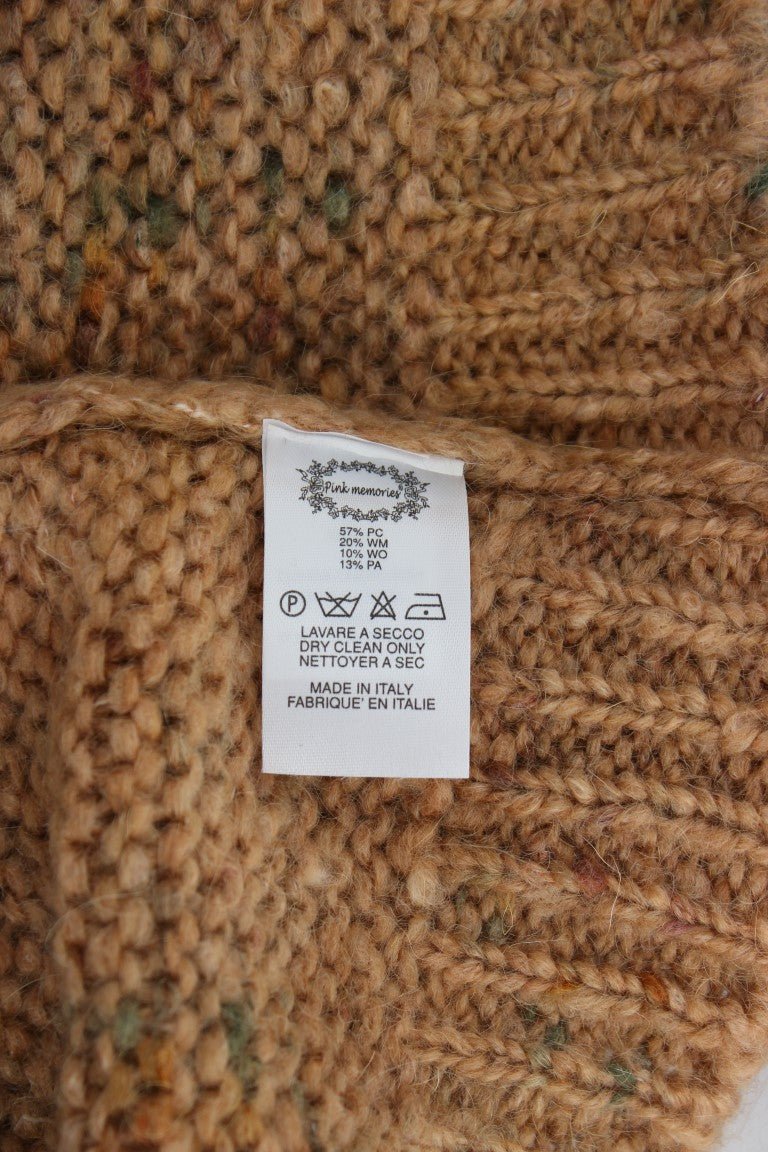 Pink memories
57% PC
20% WM
10% WO
13% PA
P
LAVARE A SECCO
DRY CLEAN ONLY
NETTOYER A SEC
MADE IN ITALY
FABRIQUE' EN ITALIE